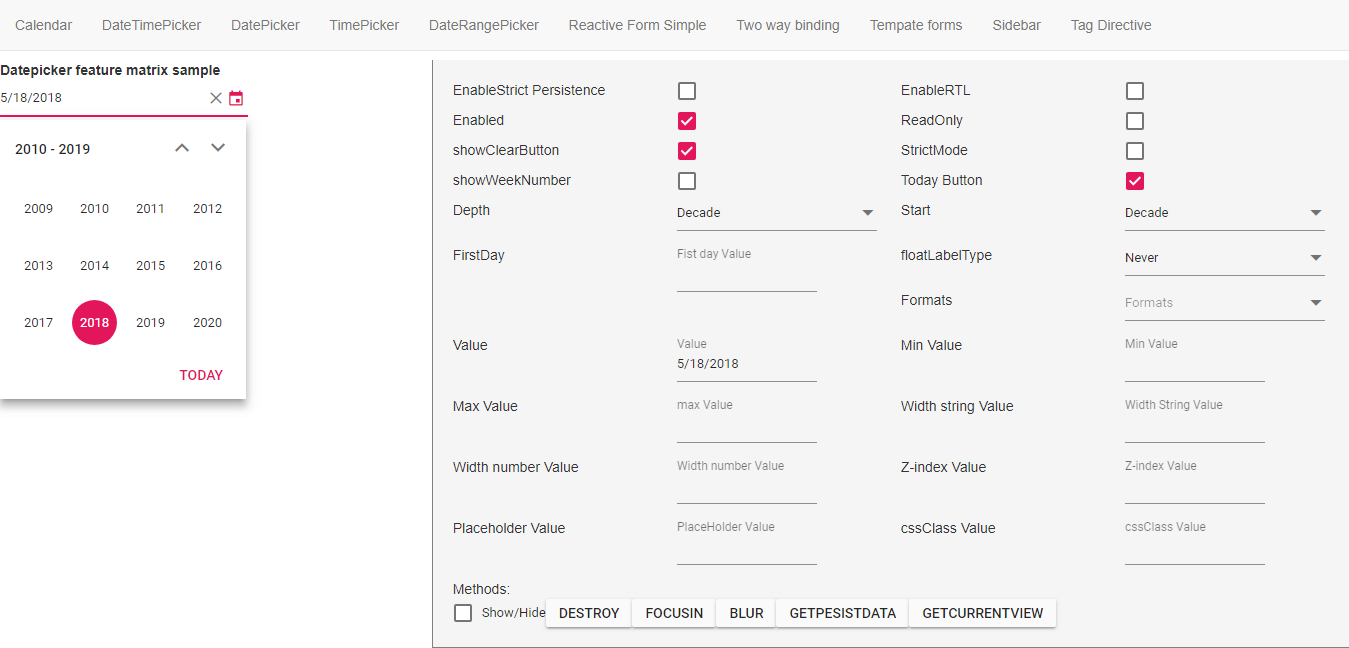 Calendar DateTimePicker DatePicker TimePicker DateRangePicker Reactive Form Simple Two way binding Tempate forms Sidebar Tag Directive
Datepicker feature matrix sample
5/18/2018
2010 - 2019
2009 2010 2011 2012
2013 2014 2015 2016
2017 2018 2019 2020
TODAY
EnableStrict Persistence EnableRTL
Enabled ReadOnly
showClearButton StrictMode
showWeekNumber Today Button
Depth Decade Start Decade
FirstDay Fist day Value floatLabelType Never
Formats Formats
Value Value Min Value Min Value
5/18/2018
Max Value max Value Width string Value Width String Value
Width number Value Width number Value Z-index Value Z-index Value
Placeholder Value PlaceHolder Value cssClass Value cssClass Value
Methods:
Show/Hide DESTROY FOCUSIN BLUR GETPESISTDATA GETCURRENTVIEW